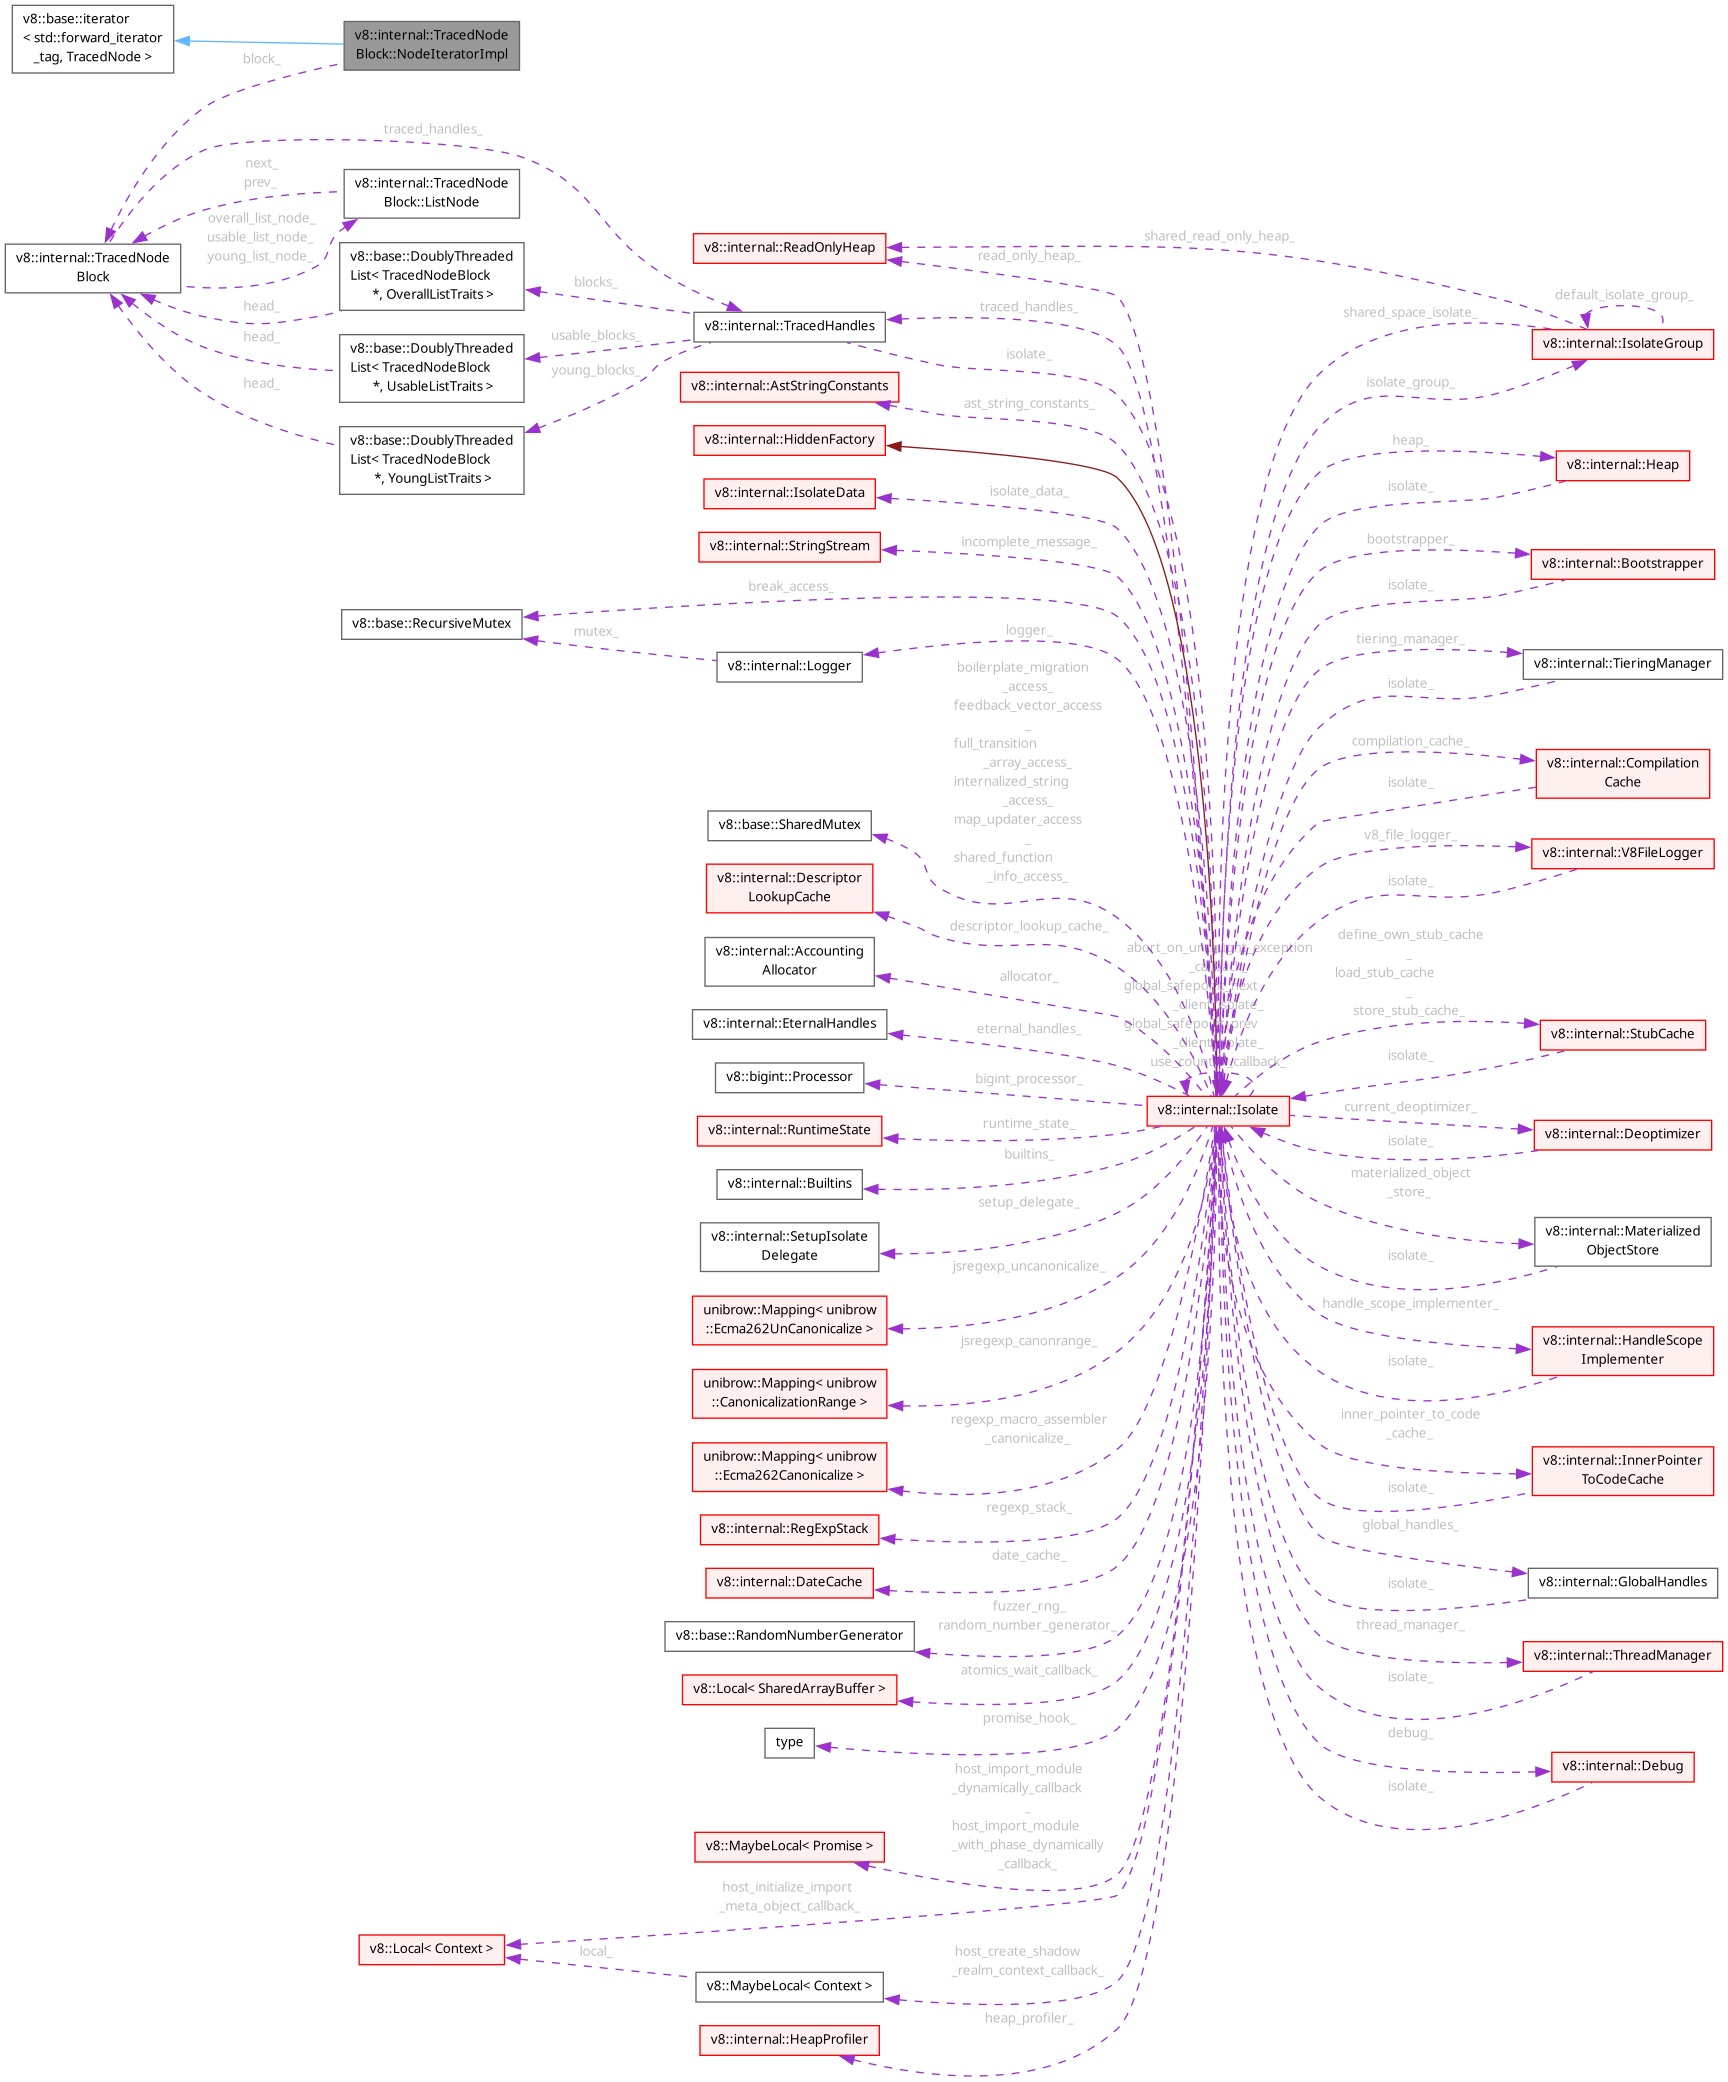 v8::base::iterator
< std::forward_iterator
_tag, TracedNode >
v8::internal::TracedNode
Block::NodeIteratorImpl
block_
traced_handles_
next_
prev_
v8::internal::TracedNode
Block::ListNode
overall_list_node_
usable_list_node_
young_list_node_
v8::internal::TracedNode
Block
v8::base::DoublyThreaded
List< TracedNodeBlock
*, OverallListTraits >
head_
v8::base::DoublyThreaded
List< TracedNodeBlock
*, UsableListTraits >
head_
v8::base::DoublyThreaded
List< TracedNodeBlock
*, YoungListTraits >
head_
blocks_
usable_blocks_
young_blocks_
v8::internal::ReadOnlyHeap
v8::internal::TracedHandles
v8::internal::AstStringConstants
v8::internal::HiddenFactory
v8::internal::IsolateData
v8::internal::StringStream
v8::base::RecursiveMutex
break_access_
mutex_
v8::internal::Logger
v8::base::SharedMutex
v8::internal::Descriptor
LookupCache
v8::internal::Accounting
Allocator
v8::internal::EternalHandles
v8::bigint::Processor
v8::internal::RuntimeState
v8::internal::Builtins
v8::internal::SetupIsolate
Delegate
unibrow::Mapping< unibrow
::Ecma262UnCanonicalize >
unibrow::Mapping< unibrow
::CanonicalizationRange >
unibrow::Mapping< unibrow
::Ecma262Canonicalize >
v8::internal::RegExpStack
v8::internal::DateCache
v8::base::RandomNumberGenerator
v8::Local< SharedArrayBuffer >
type
v8::MaybeLocal< Promise >
host_initialize_import
_meta_object_callback_
v8::Local< Context >
local_
v8::MaybeLocal< Context >
v8::internal::HeapProfiler
shared_read_only_heap_
read_only_heap_
traced_handles_
isolate_
ast_string_constants_
isolate_data_
incomplete_message_
logger_
boilerplate_migration
_access_
feedback_vector_access
_
full_transition
_array_access_
internalized_string
_access_
map_updater_access
_
shared_function
_info_access_
descriptor_lookup_cache_
allocator_
eternal_handles_
bigint_processor_
runtime_state_
builtins_
setup_delegate_
jsregexp_uncanonicalize_
jsregexp_canonrange_
regexp_macro_assembler
_canonicalize_
regexp_stack_
date_cache_
fuzzer_rng_
random_number_generator_
atomics_wait_callback_
promise_hook_
host_import_module
_dynamically_callback
_
host_import_module
_with_phase_dynamically
_callback_
host_create_shadow
_realm_context_callback_
heap_profiler_
v8::internal::Isolate
shared_space_isolate_
default_isolate_group_
v8::internal::IsolateGroup
isolate_group_
heap_
v8::internal::Heap
isolate_
bootstrapper_
v8::internal::Bootstrapper
isolate_
tiering_manager_
v8::internal::TieringManager
isolate_
compilation_cache_
v8::internal::Compilation
Cache
isolate_
v8_file_logger_
v8::internal::V8FileLogger
isolate_
define_own_stub_cache
_
load_stub_cache
_
store_stub_cache_
v8::internal::StubCache
isolate_
current_deoptimizer_
v8::internal::Deoptimizer
isolate_
materialized_object
_store_
v8::internal::Materialized
ObjectStore
isolate_
handle_scope_implementer_
v8::internal::HandleScope
Implementer
isolate_
inner_pointer_to_code
_cache_
v8::internal::InnerPointer
ToCodeCache
isolate_
global_handles_
v8::internal::GlobalHandles
isolate_
thread_manager_
v8::internal::ThreadManager
isolate_
debug_
v8::internal::Debug
isolate_